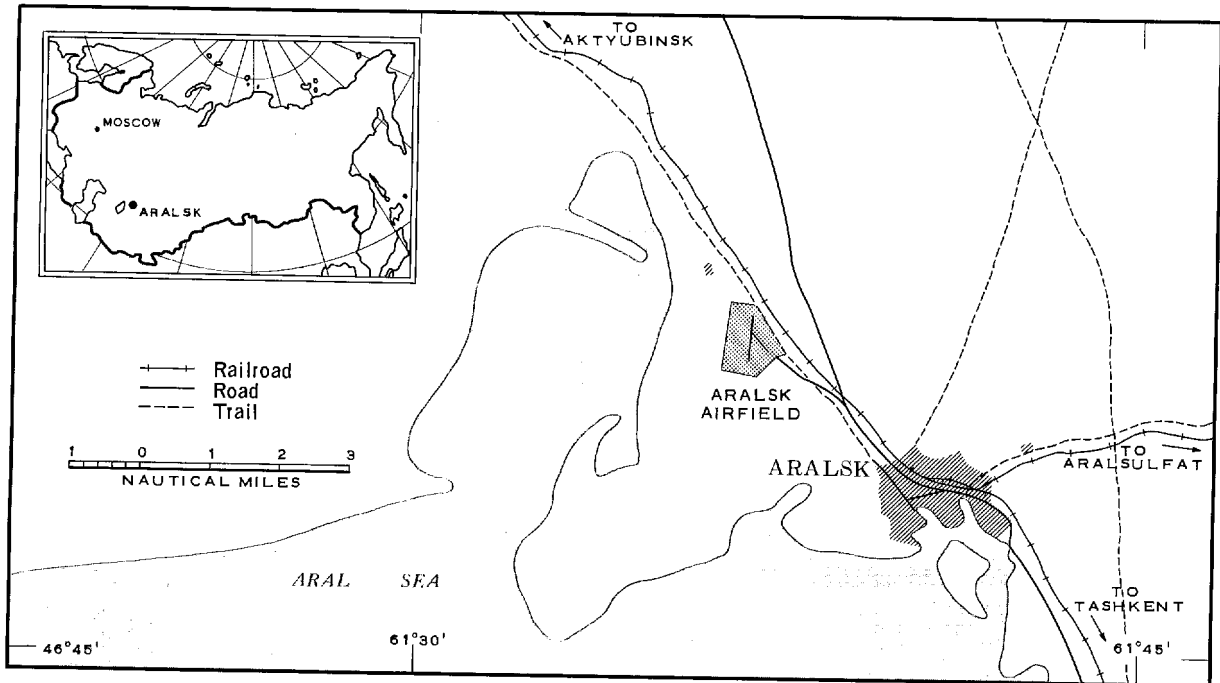 TO
AKTYUBINSK
MOSCOW
ARALSK
Railroad
Road
Trail
1 0 1 2 3
NAUTICAL MILES
ARALSK
AIRFIELD
ARALSK
TO
ARALSULFAT
ARAL SEA
TO
TASHKENT
46°45'
61°30'
61°45'